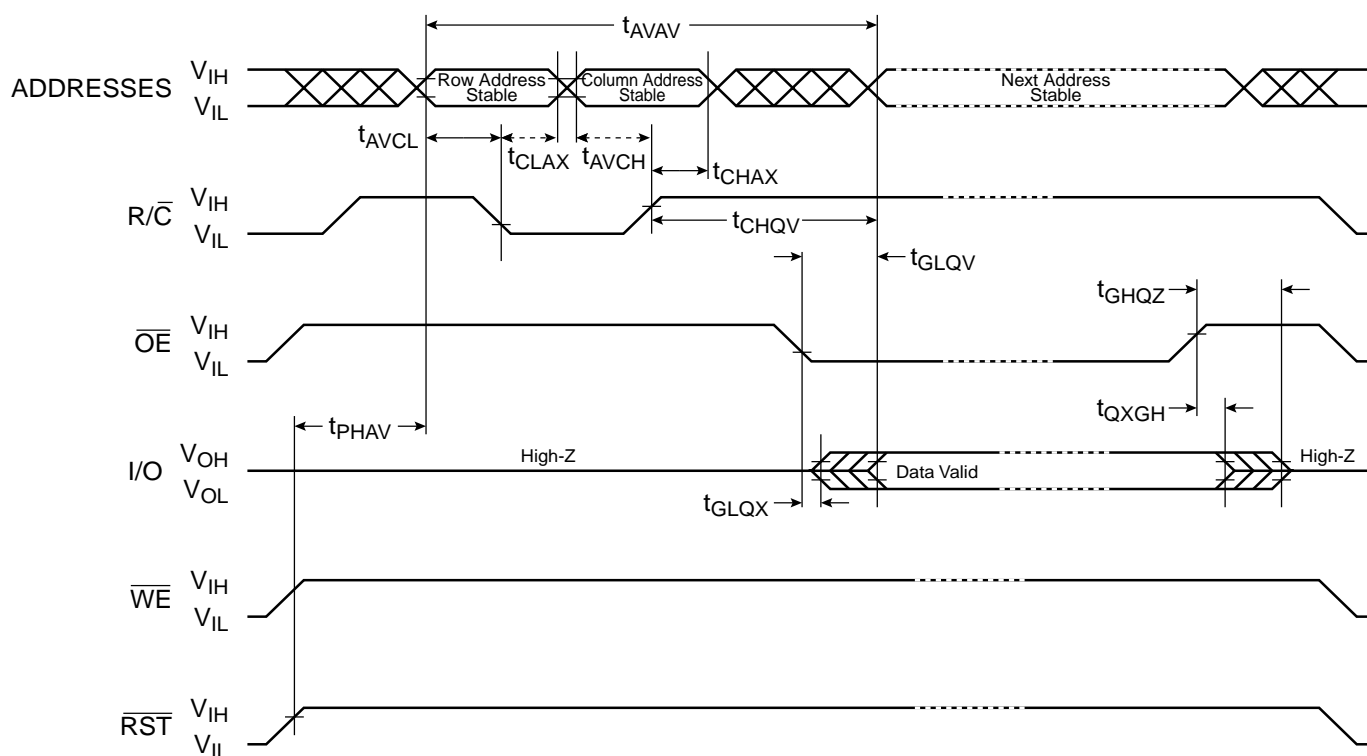 tAVAV
ADDRESSES VIH VIL
Row Address Stable
Column Address Stable
Next Address Stable
tAVCL
tCLAX
tAVCH
tCHAX
R/C̅ VIH VIL
tCHQV
tGLQV
tGHQZ
O̅E̅ VIH VIL
tPHAV
tQXGH
I/O VOH VOL
High-Z
Data Valid
High-Z
tGLQX
W̅E̅ VIH VIL
R̅S̅T̅ VIH VIL